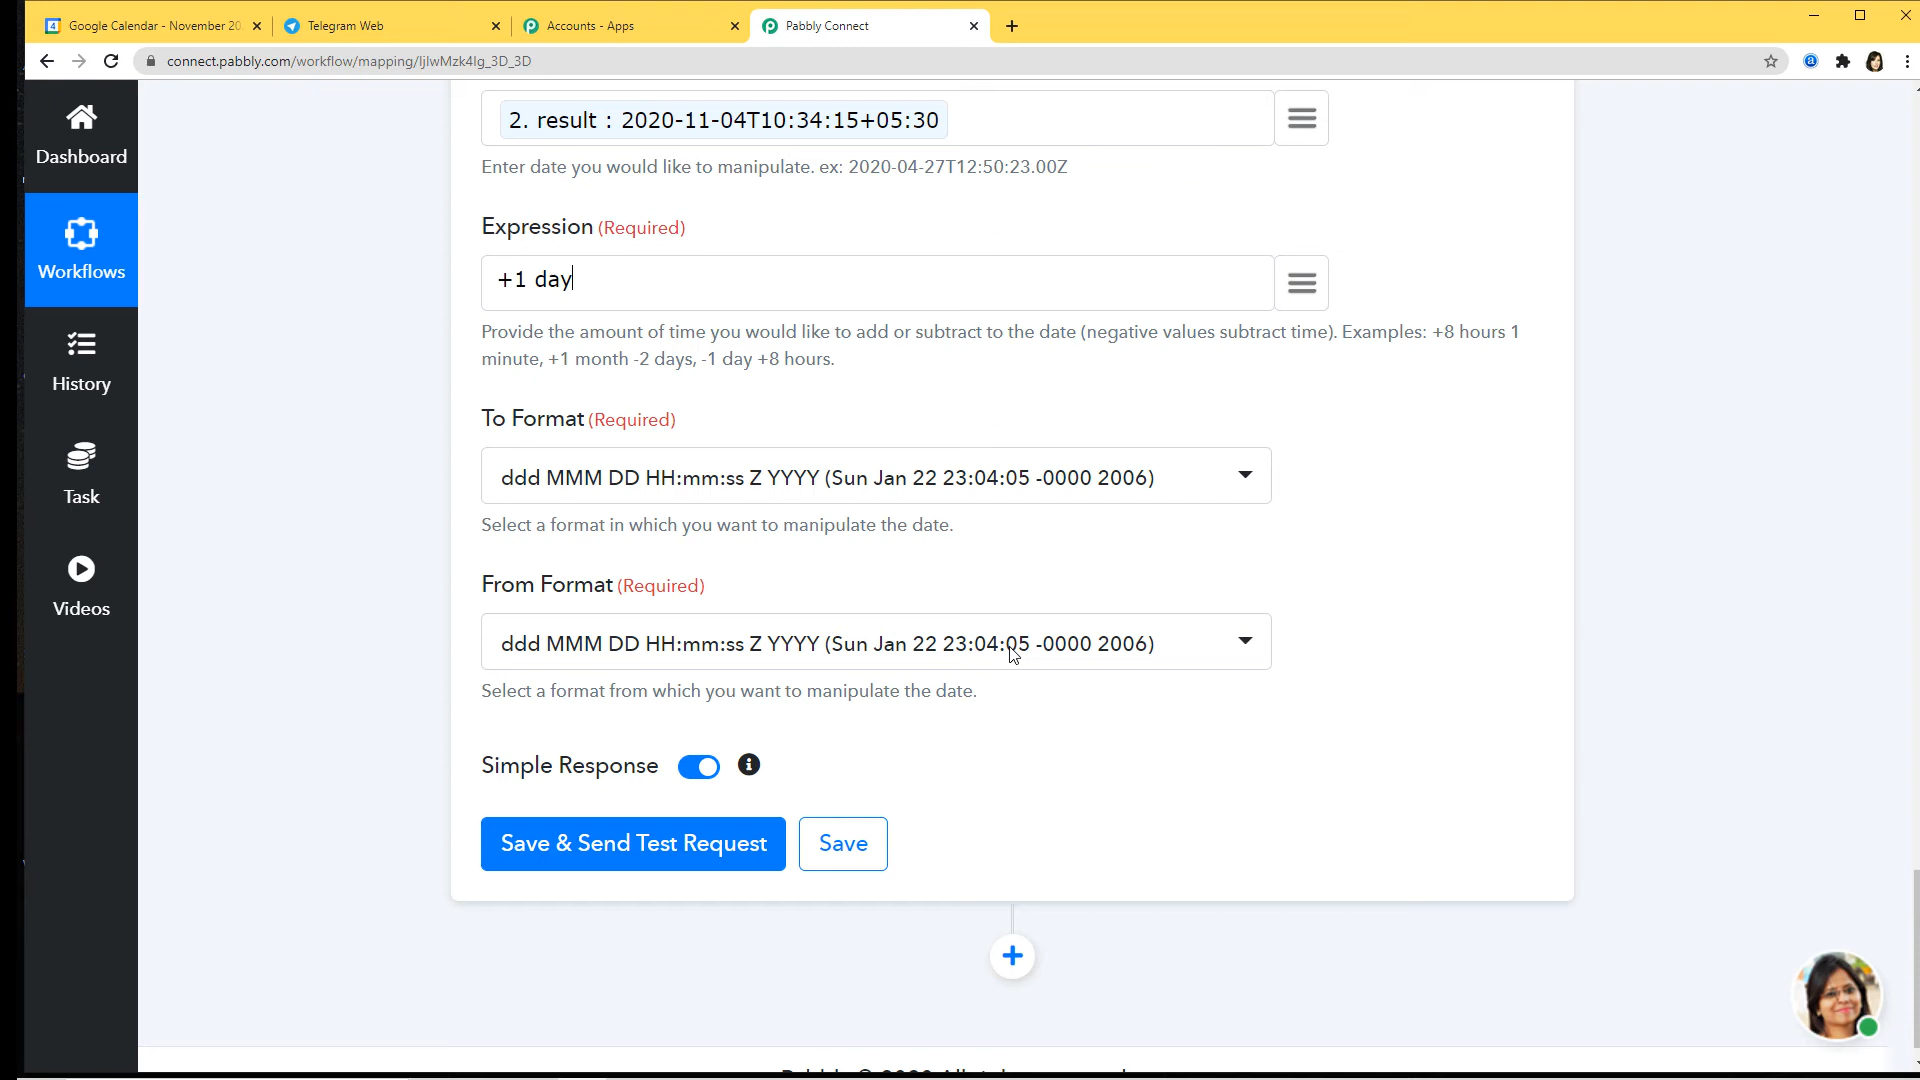 Google Calendar - November 20
Telegram Web
Accounts - Apps
Pabbly Connect
connect.pabbly.com/workflow/mapping/IjIwMzk4Ig_3D_3D
Dashboard
Workflows
History
Task
Videos
2. result : 2020-11-04T10:34:15+05:30
Enter date you would like to manipulate. ex: 2020-04-27T12:50:23.00Z
Expression (Required)
+1 day
Provide the amount of time you would like to add or subtract to the date (negative values subtract time). Examples: +8 hours 1
minute, +1 month -2 days, -1 day +8 hours.
To Format (Required)
ddd MMM DD HH:mm:ss Z YYYY (Sun Jan 22 23:04:05 -0000 2006)
Select a format in which you want to manipulate the date.
From Format (Required)
ddd MMM DD HH:mm:ss Z YYYY (Sun Jan 22 23:04:05 -0000 2006)
Select a format from which you want to manipulate the date.
Simple Response
Save & Send Test Request
Save